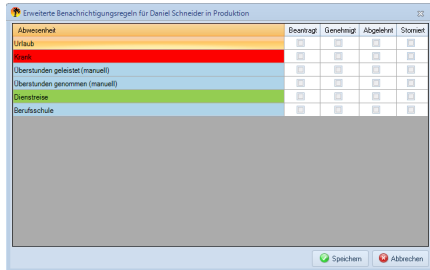 Erweiterte Benachrichtigungsregeln für Daniel Schneider in Produktion
Abwesenheit Beantragt Genehmigt Abgelehnt Storniert
Urlaub
Krank
Überstunden geleistet (manuell)
Überstunden genommen (manuell)
Dienstreise
Berufsschule
Speichern Abbrechen